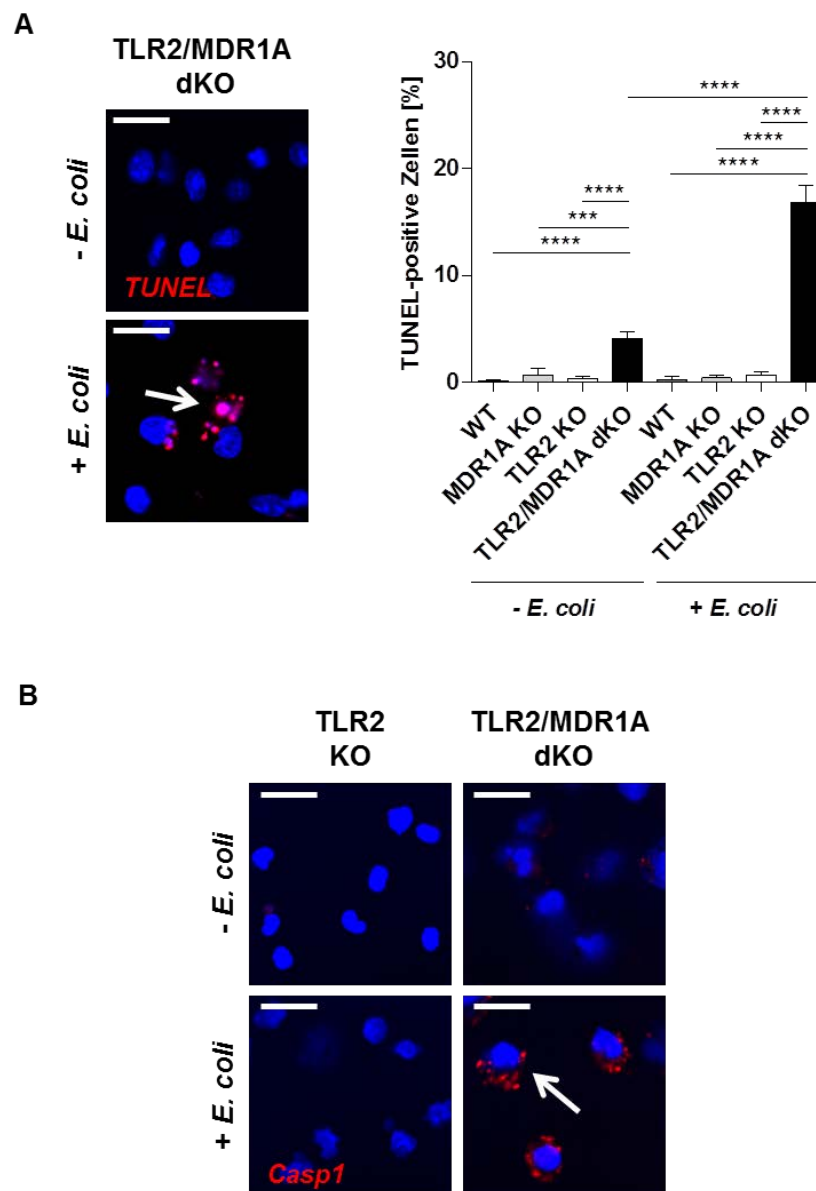 A
TLR2/MDR1A
dKO
- E. coli
TUNEL
+ E. coli
TUNEL-positive Zellen [%]
30
20
10
0
****
****
****
****
****
***
****
WT
MDR1A KO
TLR2 KO
TLR2/MDR1A dKO
WT
MDR1A KO
TLR2 KO
TLR2/MDR1A dKO
- E. coli
+ E. coli
B
TLR2
KO
TLR2/MDR1A
dKO
- E. coli
+ E. coli
Casp1